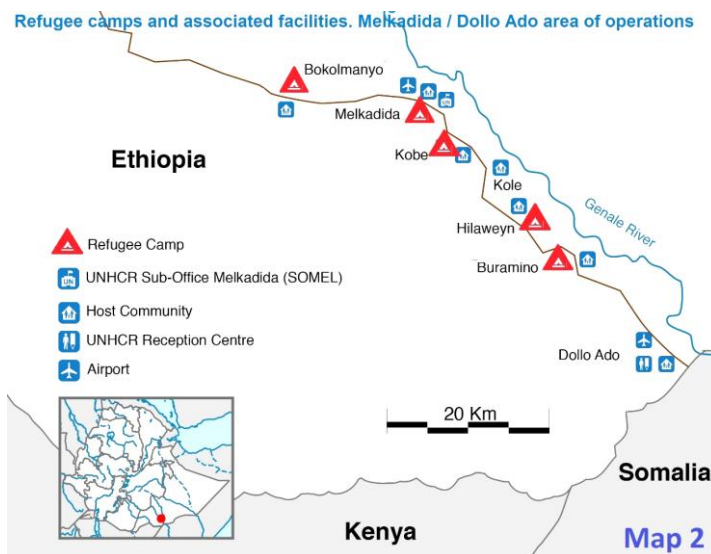 Refugee camps and associated facilities. Melkadida / Dollo Ado area of operations
Bokolmanyo
Melkadida
UN
Ethiopia
Kobe
Kole
Genale River
Hilaweyn
Buramino
Refugee Camp
UN
UNHCR Sub-Office Melkadida (SOMEL)
Host Community
UNHCR Reception Centre
Airport
Dollo Ado
20 Km
Somalia
Kenya
Map 2